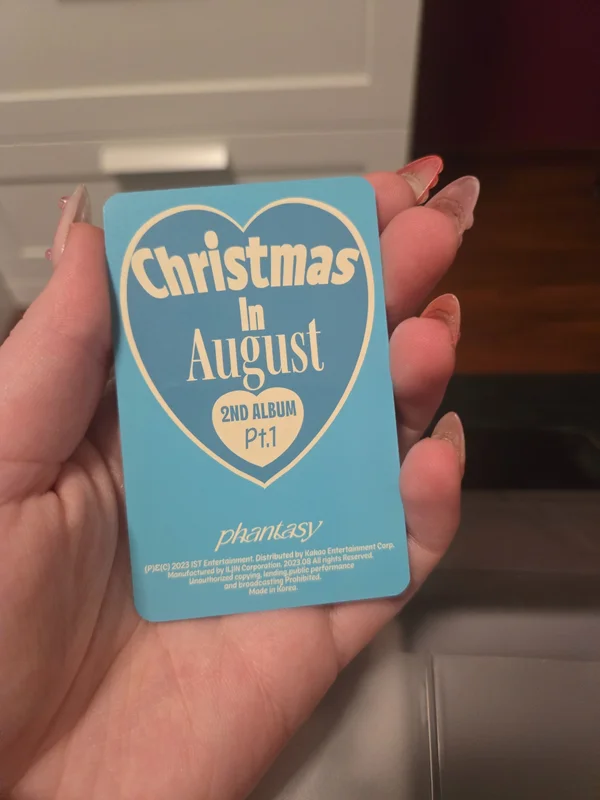 Christmas
In
August
2ND ALBUM
Pt.1
phantasy
(P)&(C) 2023 IST Entertainment. Distributed by Kakao Entertainment Corp.
Manufactured by ILJIN Corporation. 2023.08 All rights Reserved.
Unauthorized copying, lending,public performance
and broadcasting Prohibited.
Made in Korea.